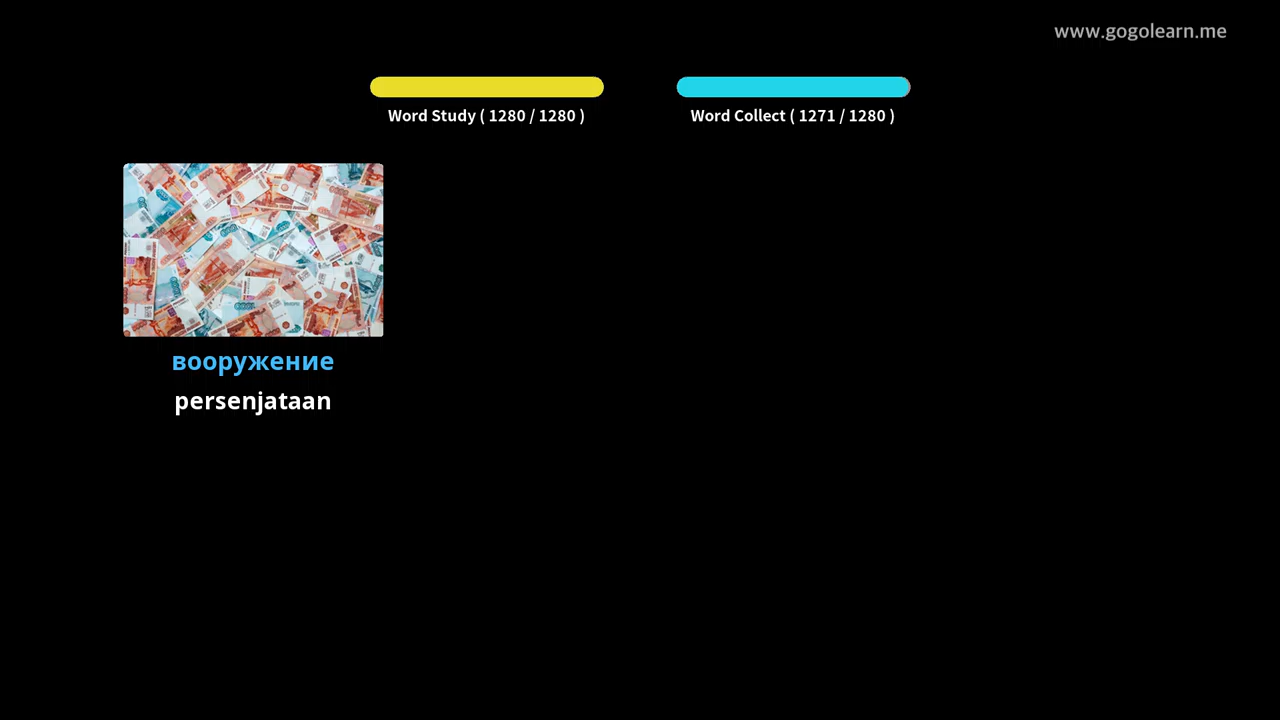 www.gogolearn.me
Word Study ( 1280 / 1280 )
Word Collect ( 1271 / 1280 )
вооружение
persenjataan